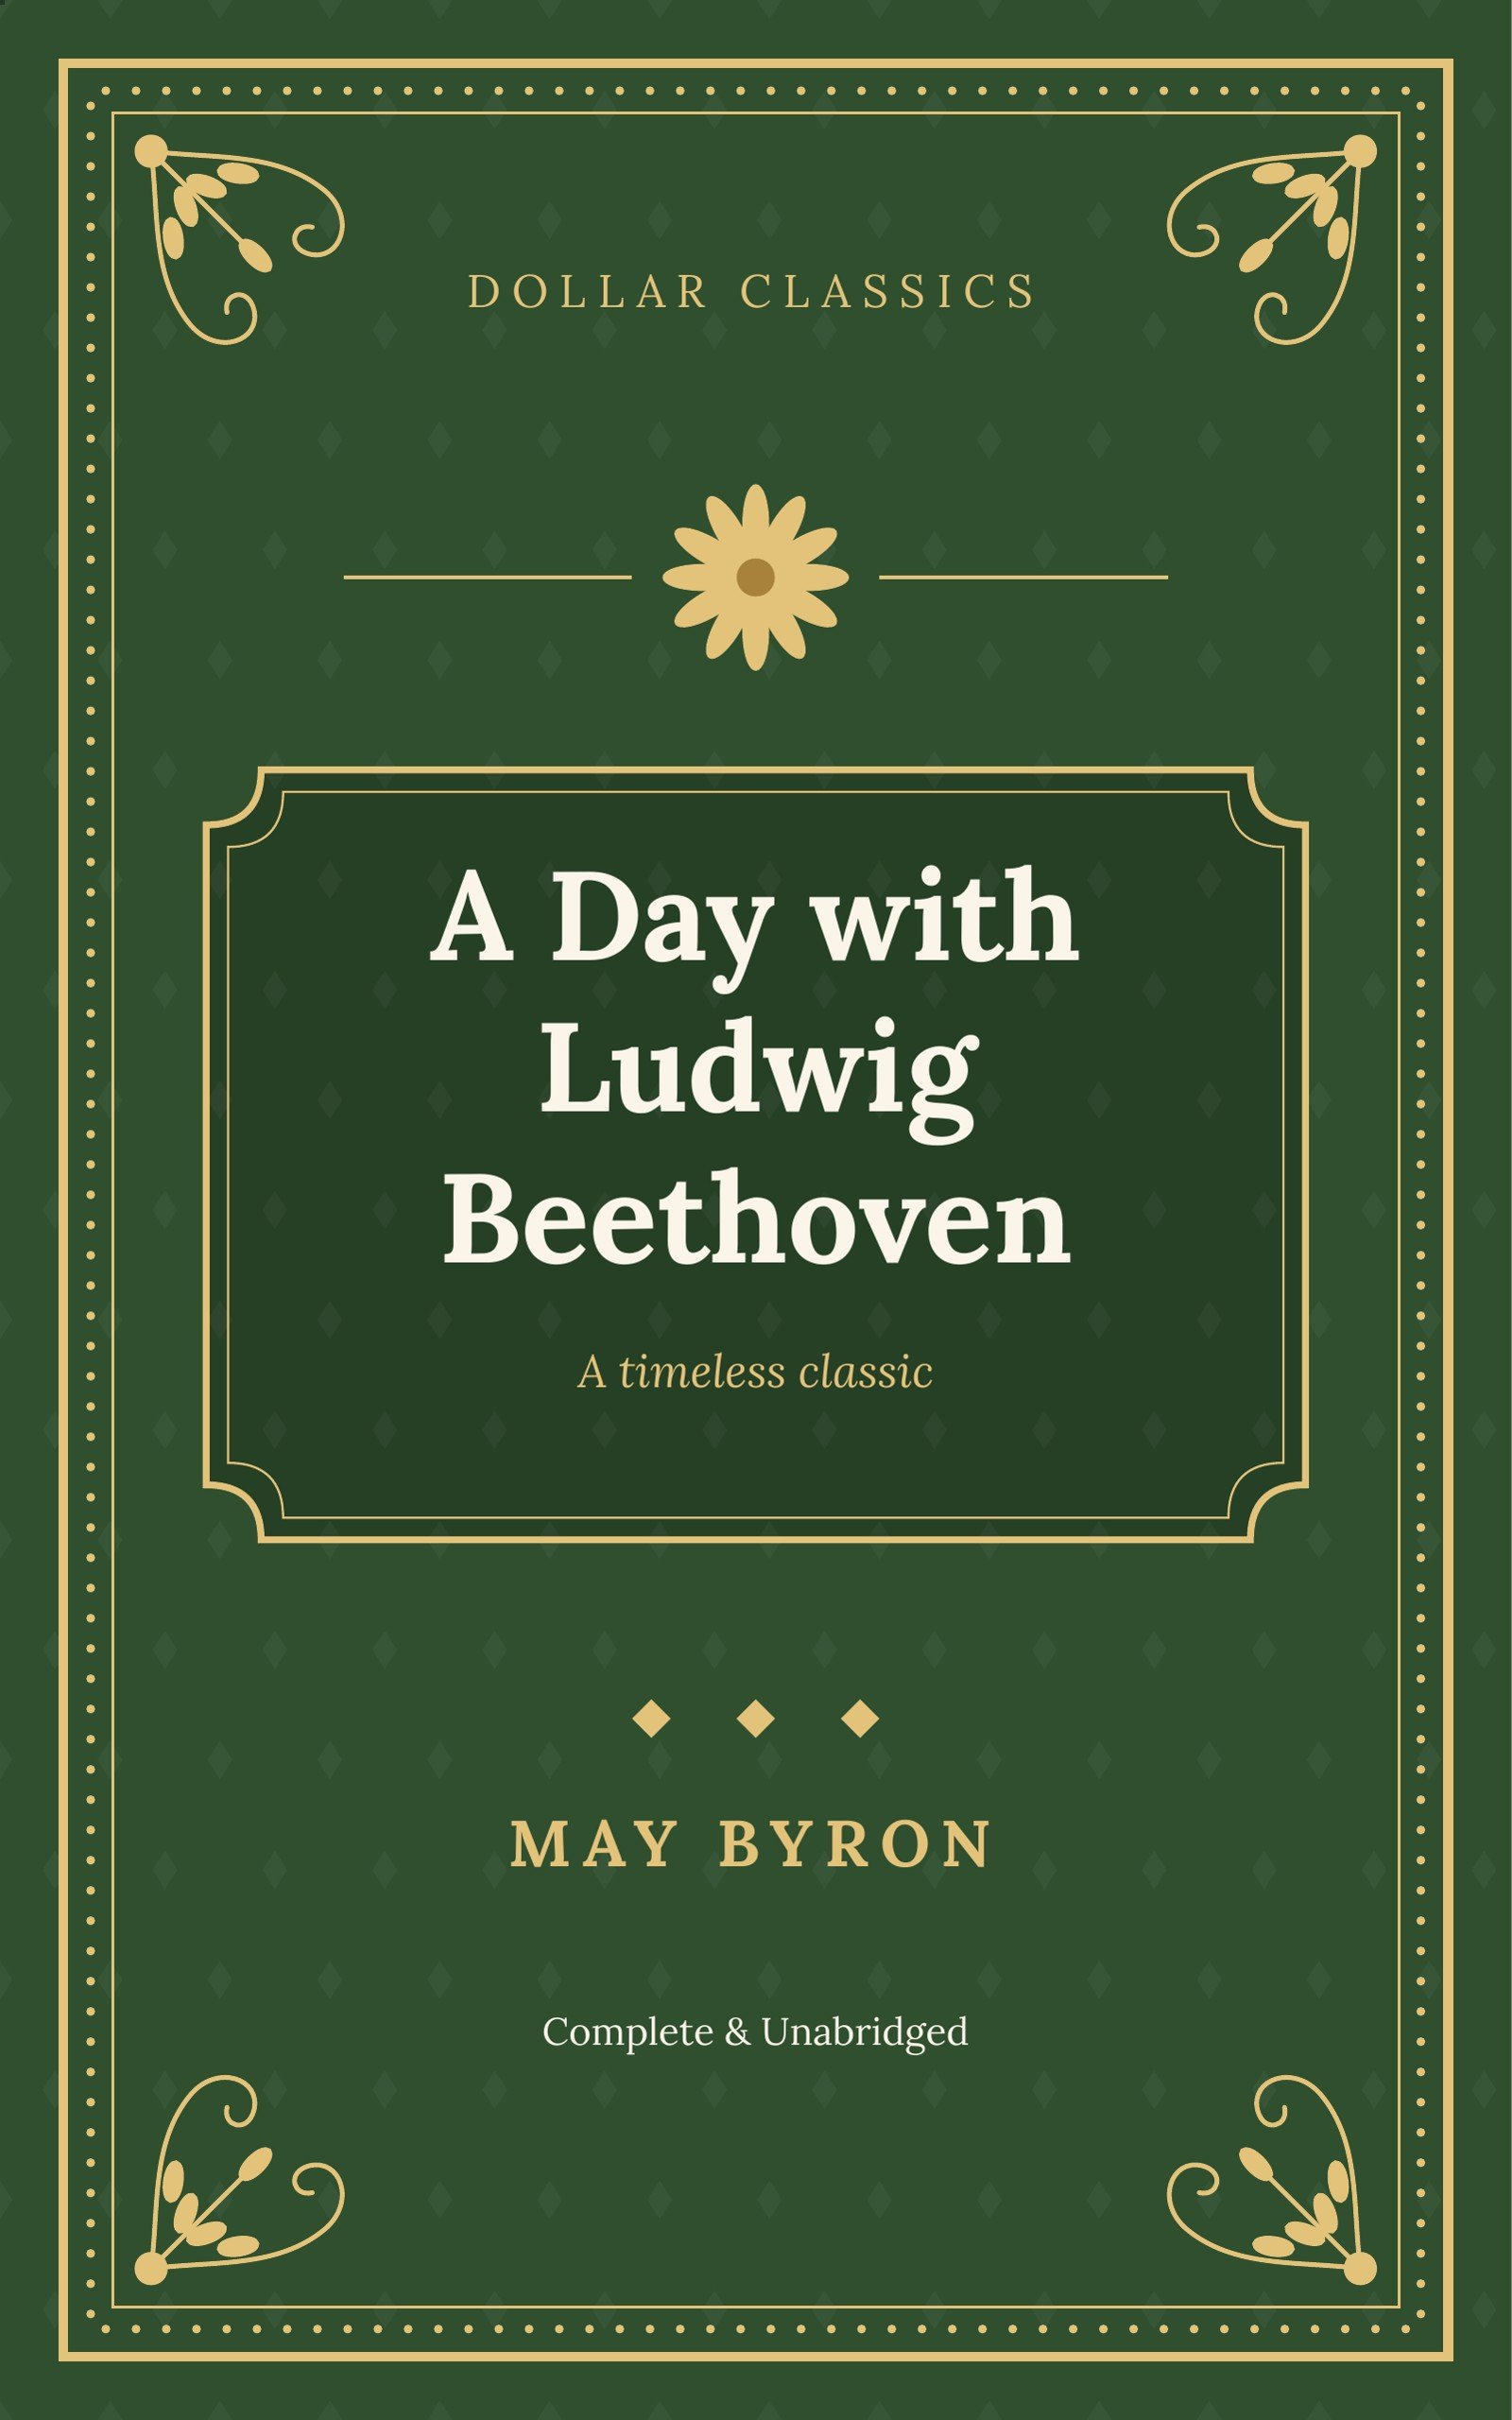 DOLLAR CLASSICS
A Day with
Ludwig
Beethoven
A timeless classic
MAY BYRON
Complete & Unabridged